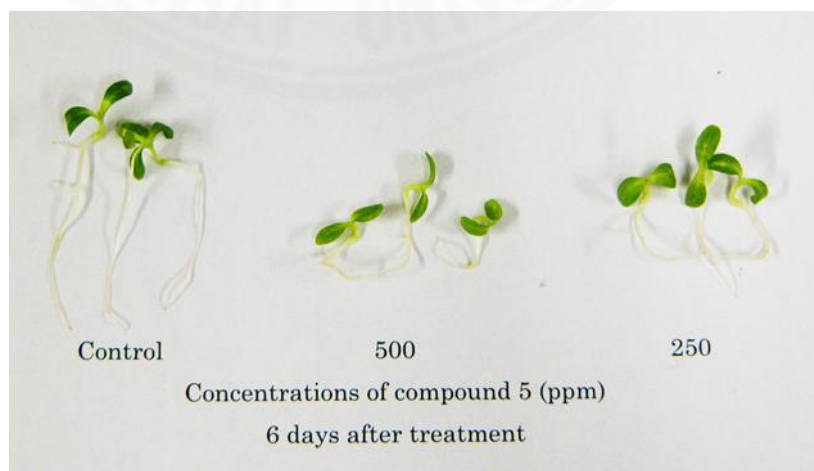 Control 500 250
Concentrations of compound 5 (ppm)
6 days after treatment